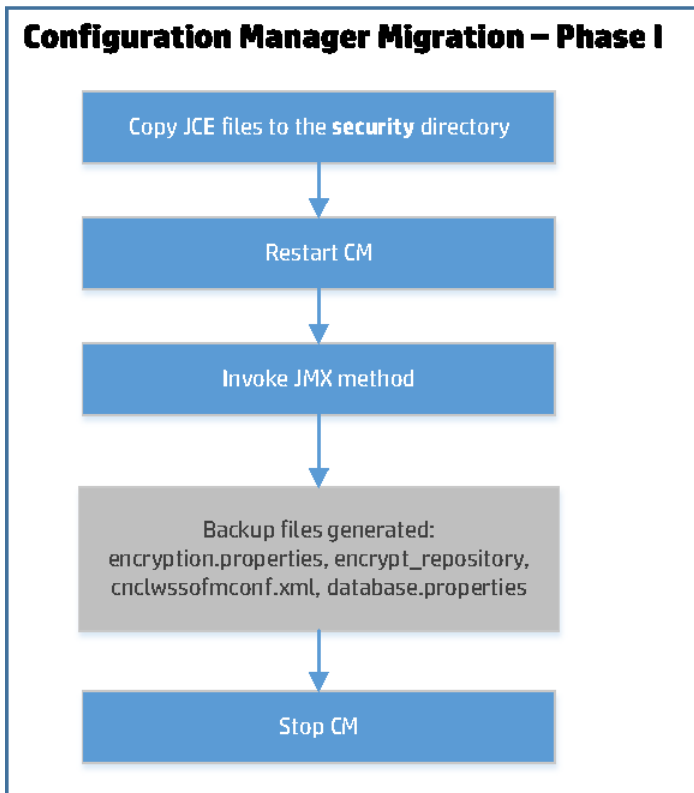 Configuration Manager Migration – Phase I
Copy JCE files to the security directory
Restart CM
Invoke JMX method
Backup files generated:
encryption.properties, encrypt_repository,
cnclwssofmconf.xml, database.properties
Stop CM